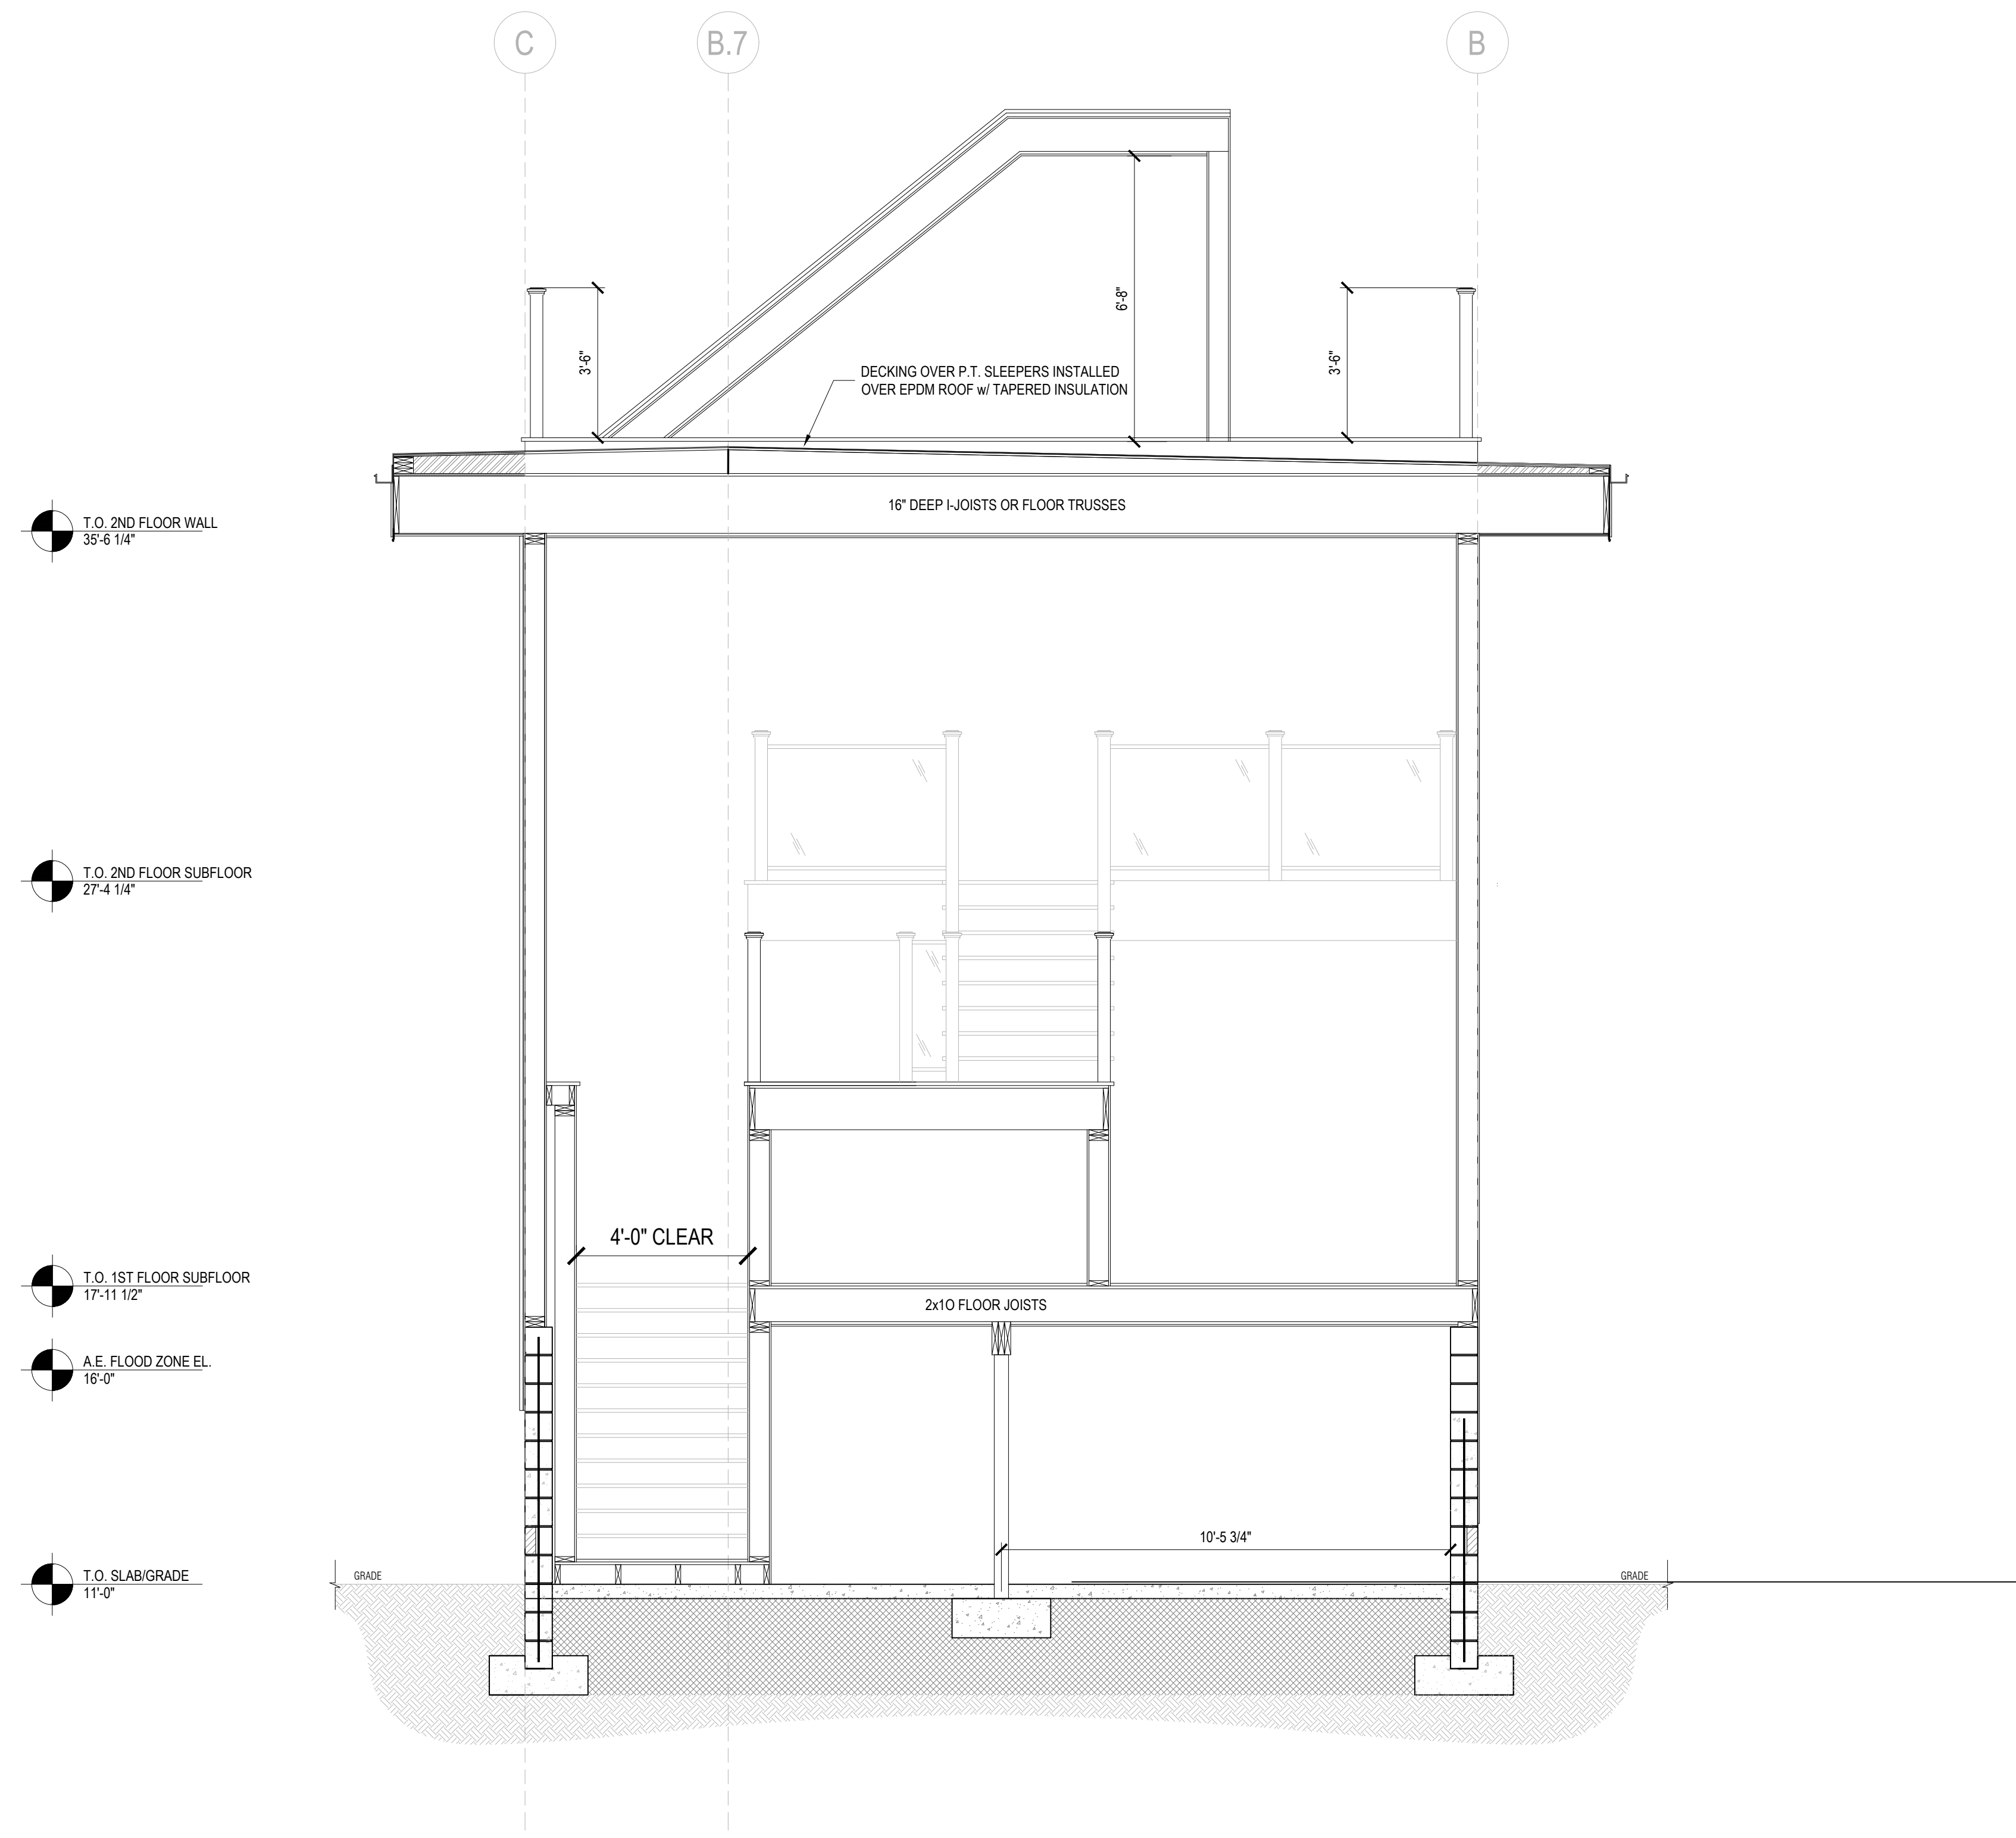 C
B.7
B
6'-8"
3'-6"
3'-6"
DECKING OVER P.T. SLEEPERS INSTALLED
OVER EPDM ROOF w/ TAPERED INSULATION
16" DEEP I-JOISTS OR FLOOR TRUSSES
T.O. 2ND FLOOR WALL
35'-6 1/4"
T.O. 2ND FLOOR SUBFLOOR
27'-4 1/4"
4'-0" CLEAR
T.O. 1ST FLOOR SUBFLOOR
17'-11 1/2"
2x1O FLOOR JOISTS
A.E. FLOOD ZONE EL.
16'-0"
10'-5 3/4"
T.O. SLAB/GRADE
11'-0"
GRADE
GRADE